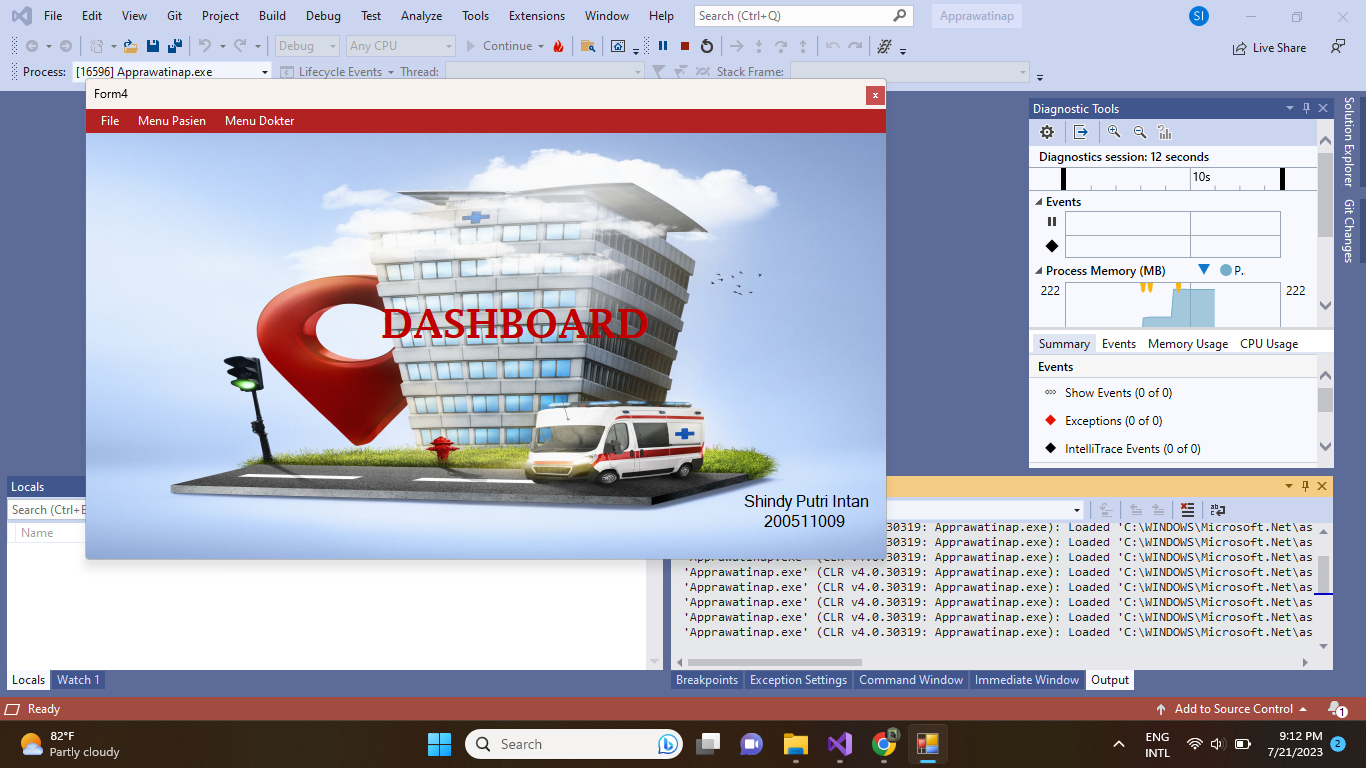 File Edit View Git Project Build Debug Test Analyze Tools Extensions Window Help Search (Ctrl+Q) Apprawatinap SI
Debug Any CPU Continue Live Share
Process: [16596] Apprawatinap.exe Lifecycle Events Thread: Stack Frame:
Form4 x
File Menu Pasien Menu Dokter
DASHBOARD
Shindy Putri Intan
200511009
Diagnostic Tools
Diagnostics session: 12 seconds
10s
Events
Process Memory (MB) P..
222 222
Summary Events Memory Usage CPU Usage
Events
Show Events (0 of 0)
Exceptions (0 of 0)
IntelliTrace Events (0 of 0)
Solution Explorer
Git Changes
Locals
Search (Ctrl+E
Name
Locals Watch 1
0.30319: Apprawatinap.exe): Loaded 'C:\WINDOWS\Microsoft.Net\as
0.30319: Apprawatinap.exe): Loaded 'C:\WINDOWS\Microsoft.Net\as
'Apprawatinap.exe' (CLR v4.0.30319: Apprawatinap.exe): Loaded 'C:\WINDOWS\Microsoft.Net\as
'Apprawatinap.exe' (CLR v4.0.30319: Apprawatinap.exe): Loaded 'C:\WINDOWS\Microsoft.Net\as
'Apprawatinap.exe' (CLR v4.0.30319: Apprawatinap.exe): Loaded 'C:\WINDOWS\Microsoft.Net\as
'Apprawatinap.exe' (CLR v4.0.30319: Apprawatinap.exe): Loaded 'C:\WINDOWS\Microsoft.Net\as
'Apprawatinap.exe' (CLR v4.0.30319: Apprawatinap.exe): Loaded 'C:\WINDOWS\Microsoft.Net\as
'Apprawatinap.exe' (CLR v4.0.30319: Apprawatinap.exe): Loaded 'C:\WINDOWS\Microsoft.Net\as
Breakpoints Exception Settings Command Window Immediate Window Output
Ready Add to Source Control 1
82°F
Partly cloudy
Search
ENG
INTL
9:12 PM
7/21/2023
2